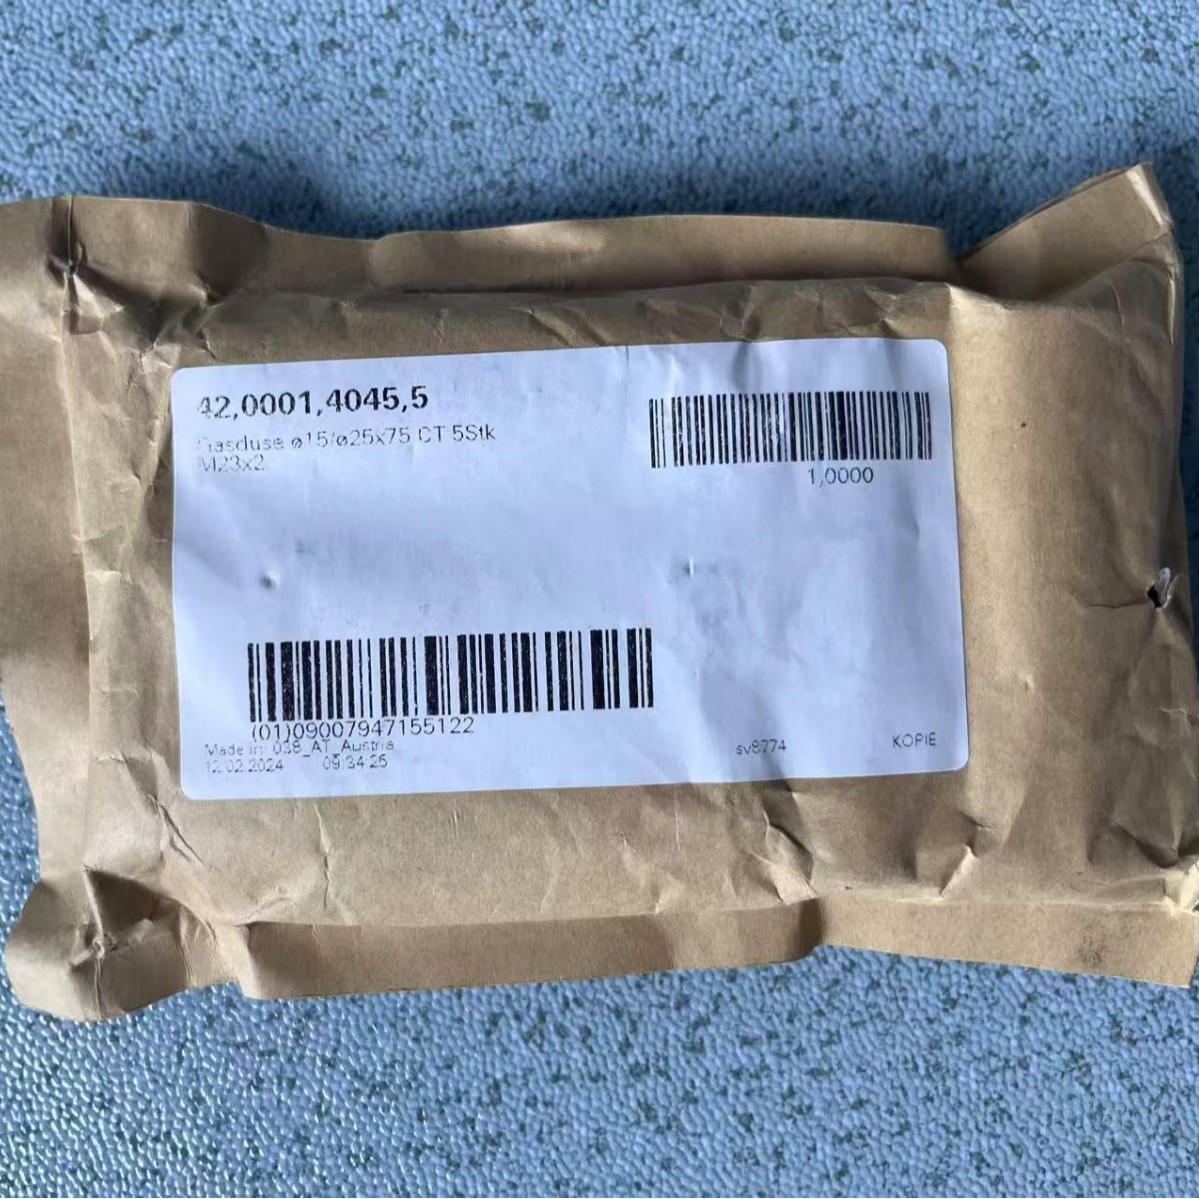 42,0001,4045,5
Gasduse ø15/ø25x75 CT 5Stk
M23x2
1,0000
(01)09007947155122
Made in: 038_AT_Austria
12.02.2024 09:34:25
sv8774
KOPIE